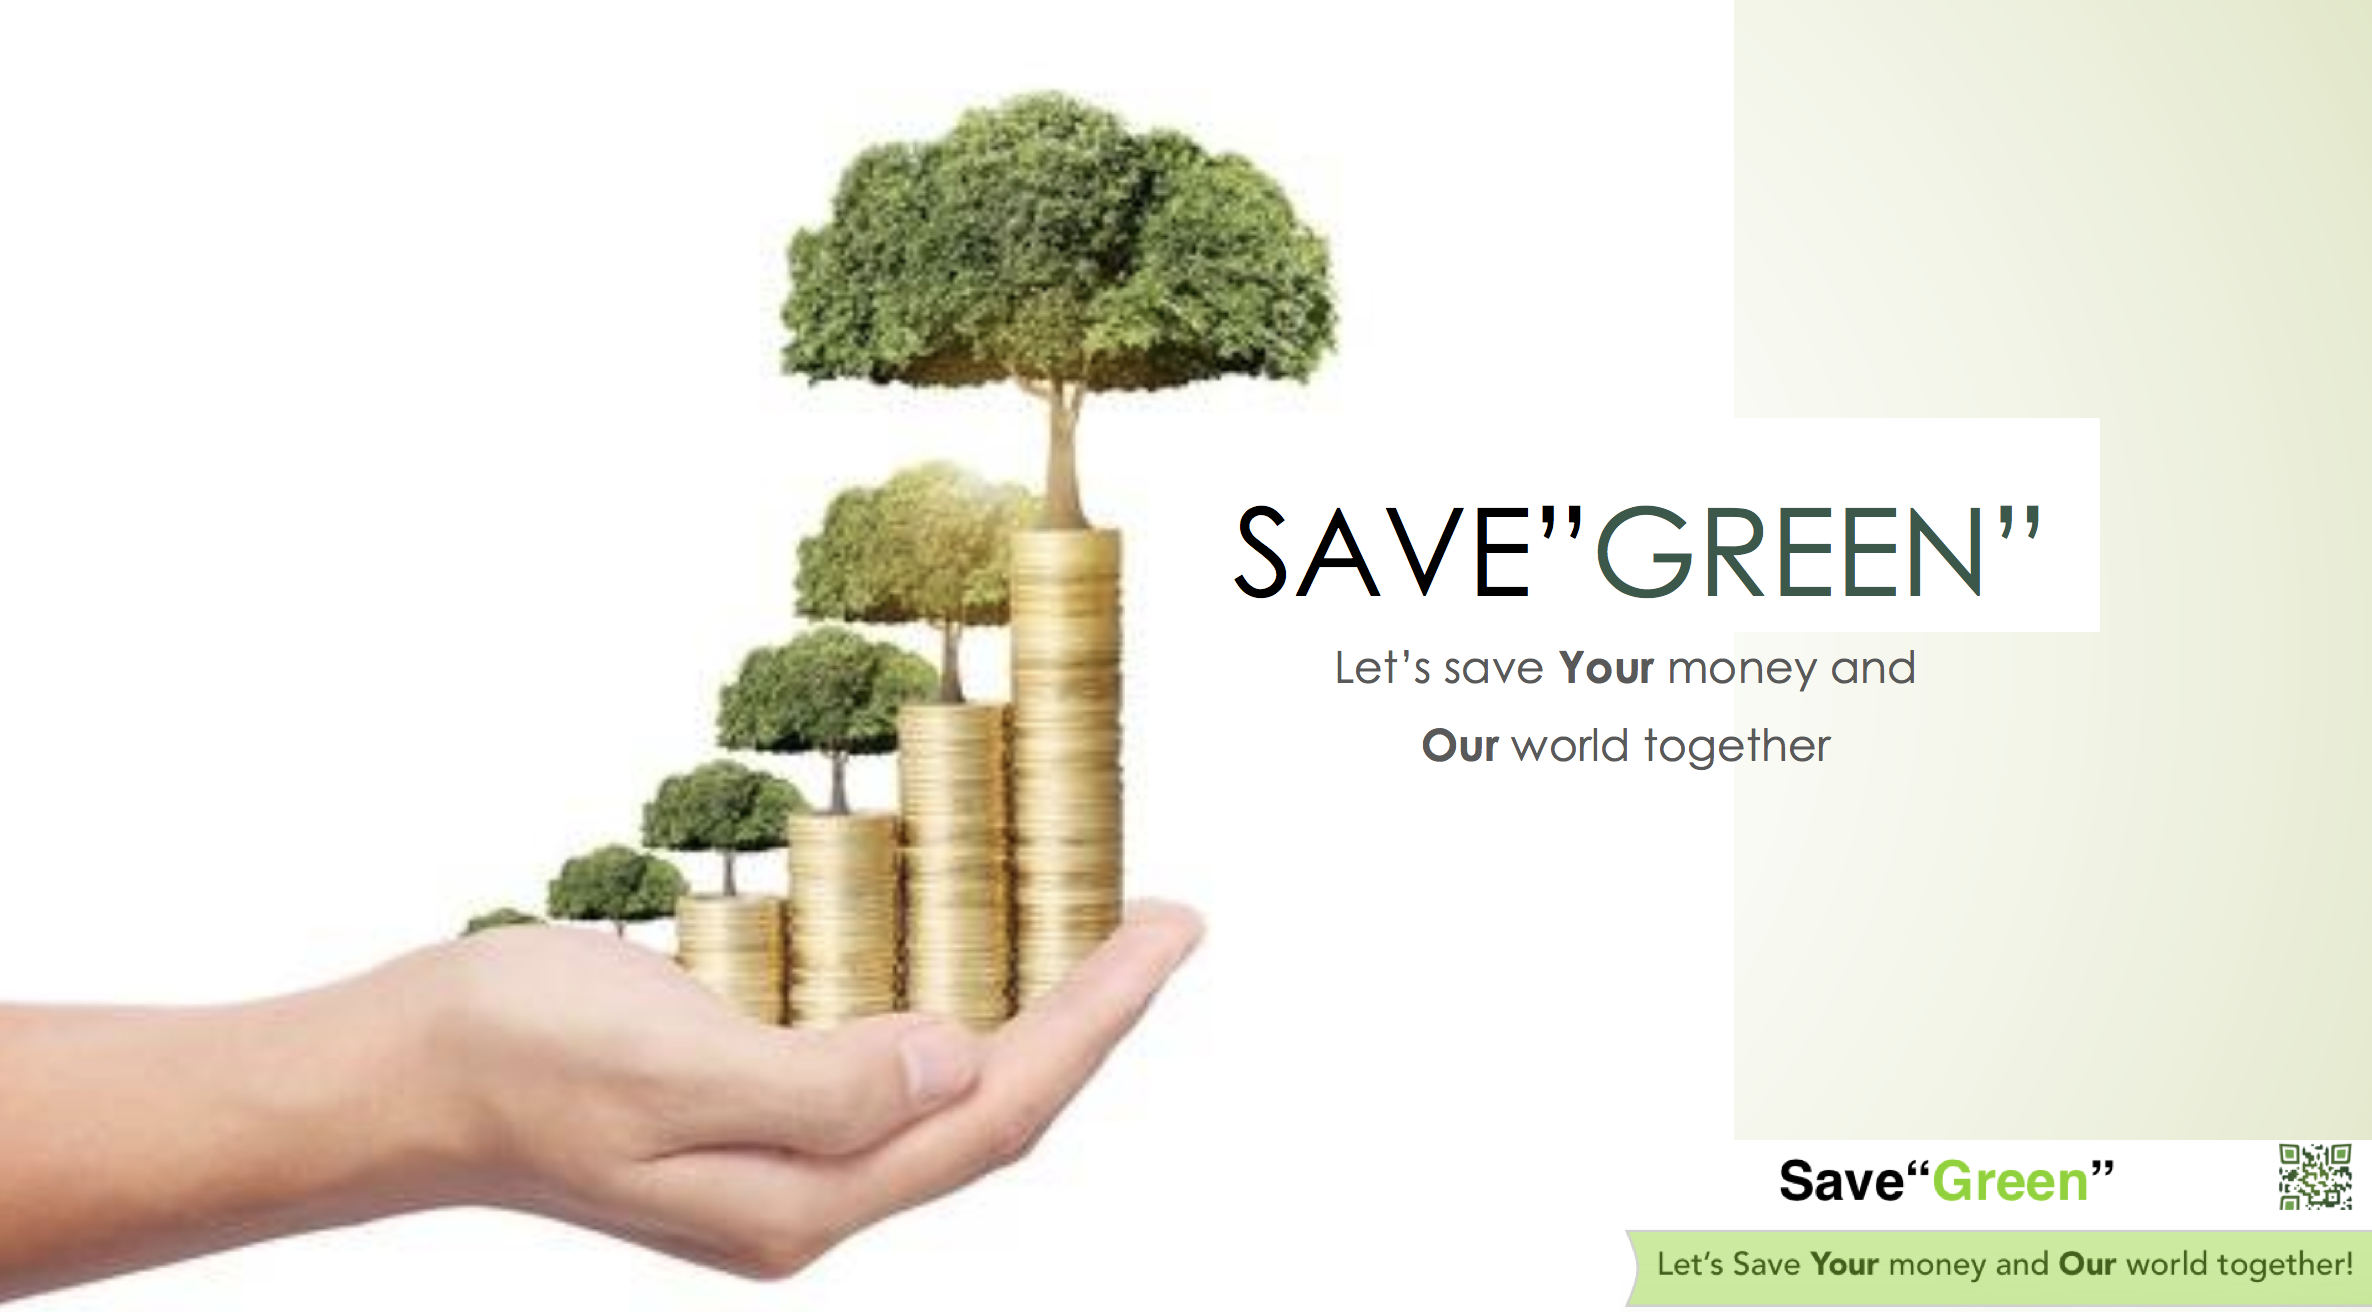 SAVE”GREEN”
Let’s save Your money and
Our world together
Save“Green”
Let’s Save Your money and Our world together!